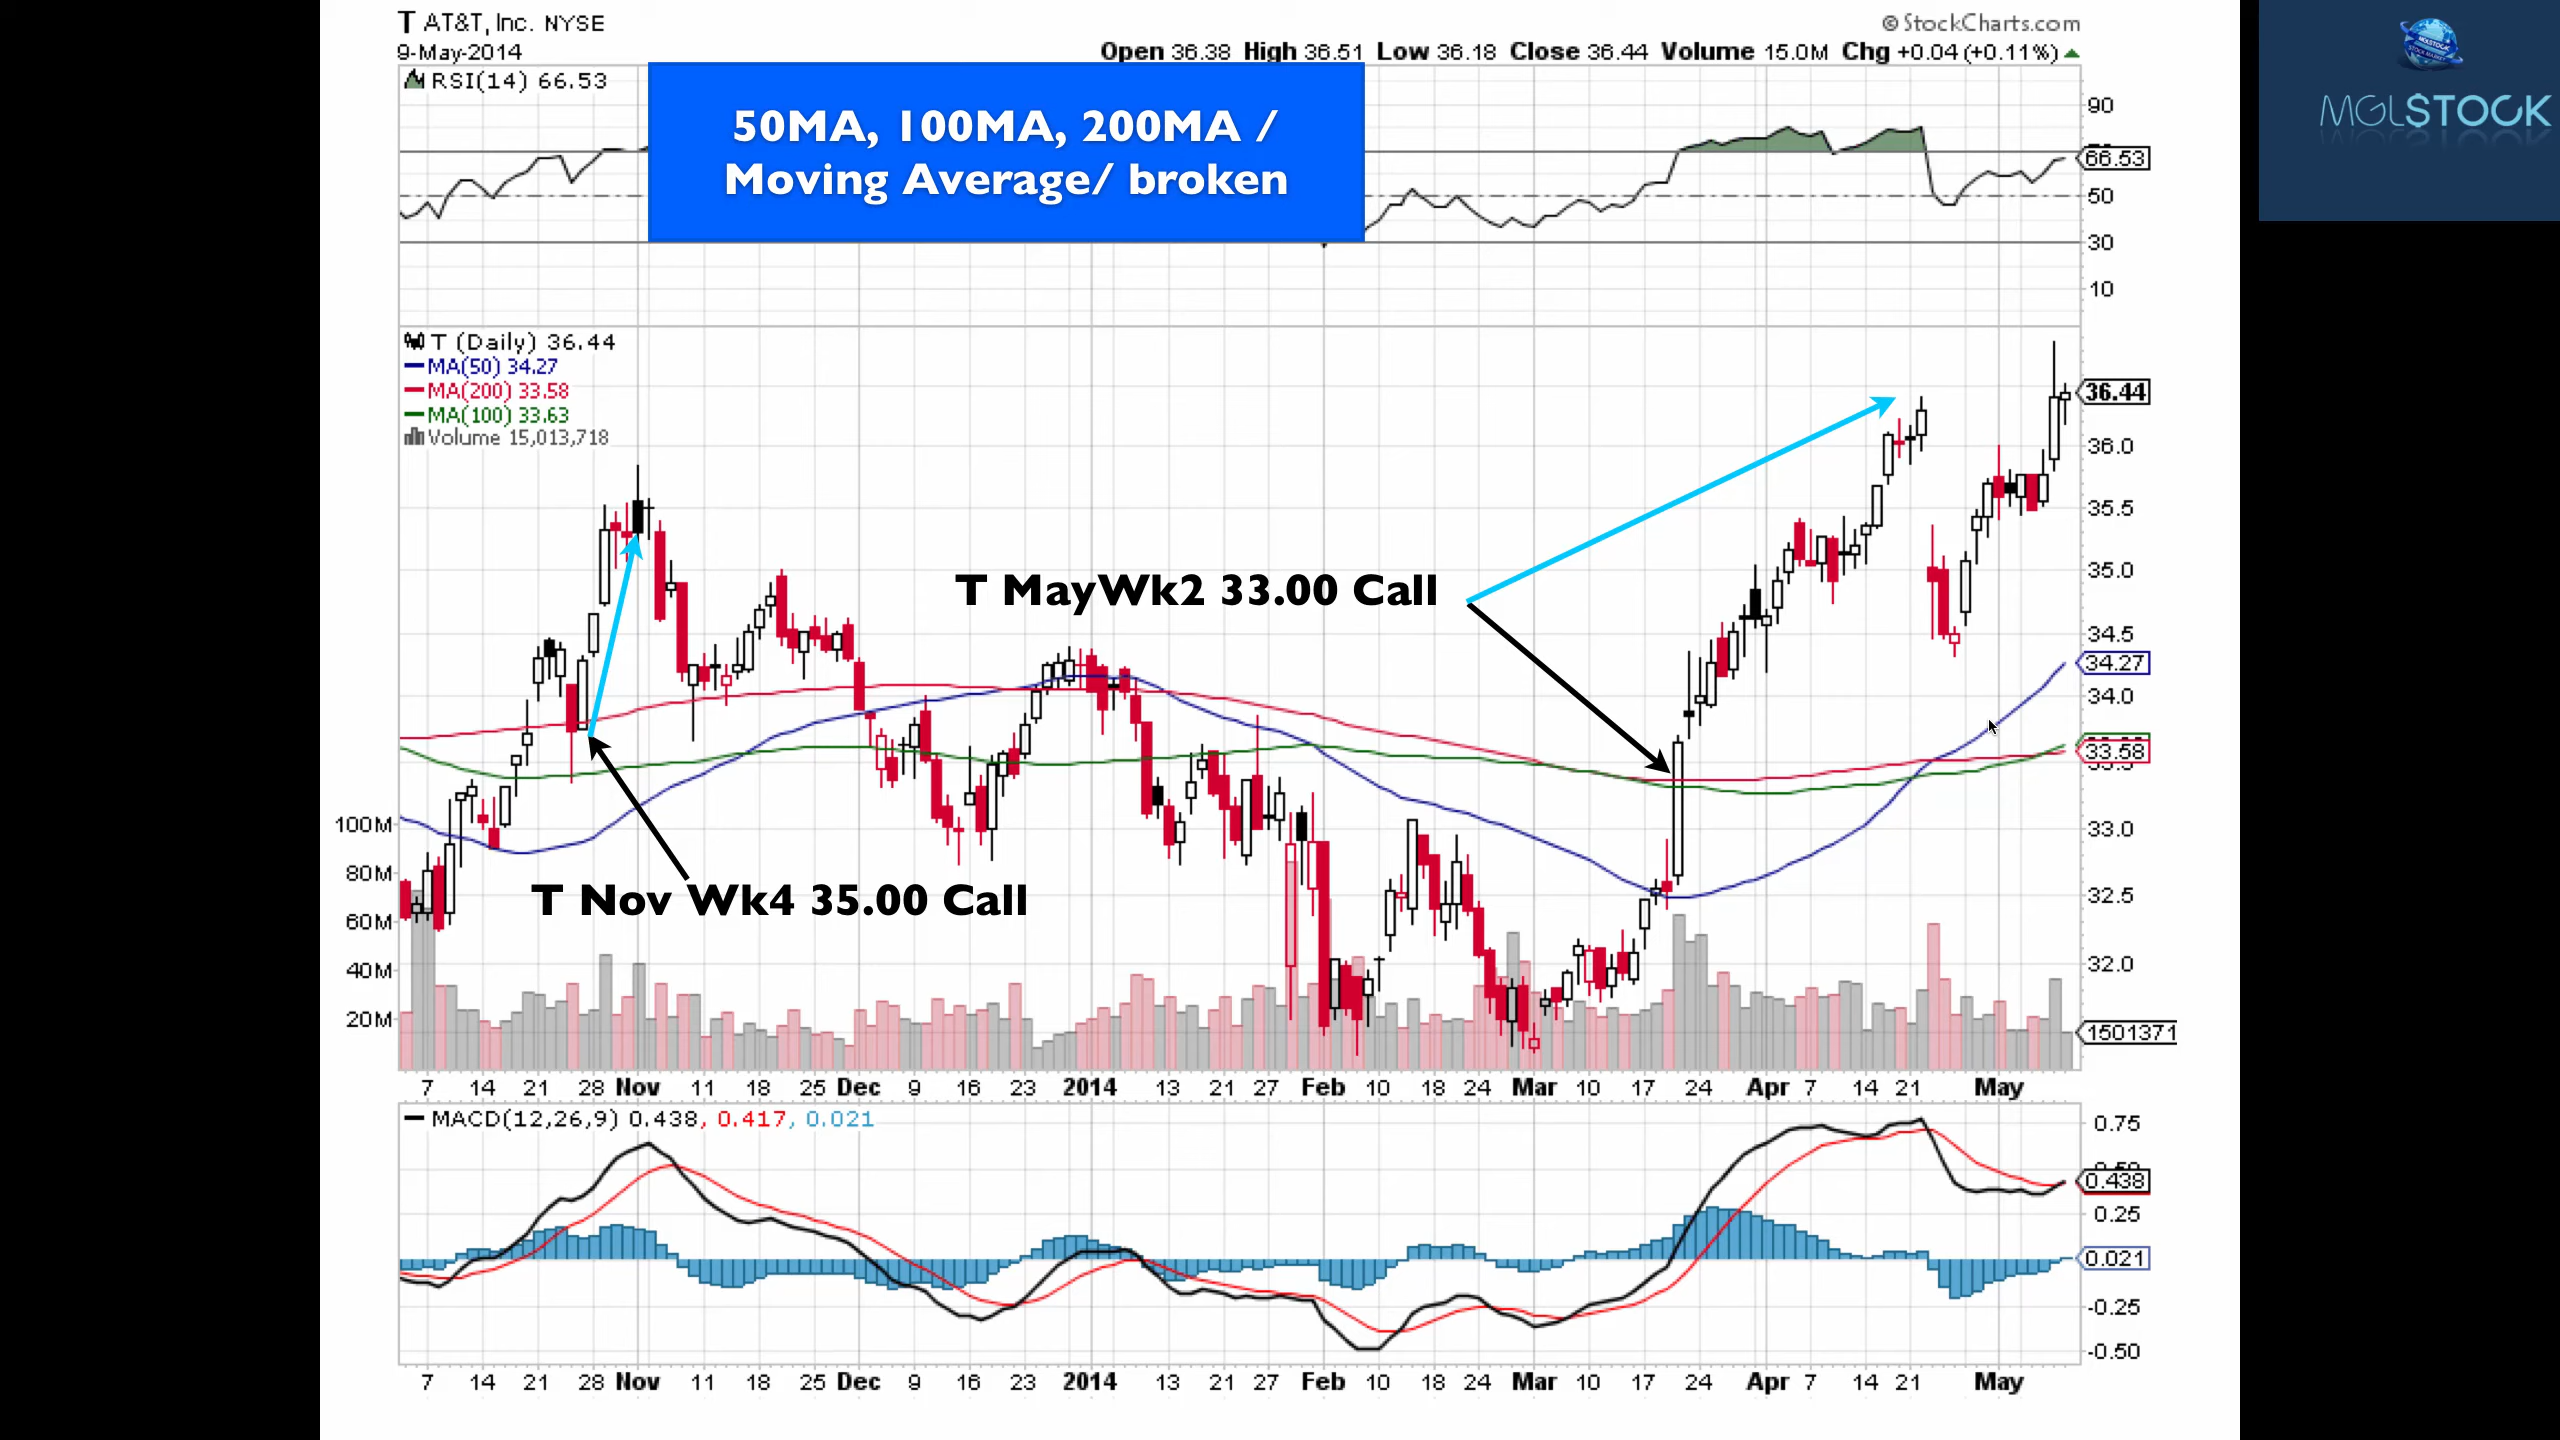 T AT&T, Inc. NYSE
© StockCharts.com
9-May-2014
Open 36.38 High 36.51 Low 36.18 Close 36.44 Volume 15.0M Chg +0.04 (+0.11%)
MGLSTOCK
RSI(14) 66.53
50MA, 100MA, 200MA /
Moving Average/ broken
90
66.53
50
30
10
T (Daily) 36.44
MA(50) 34.27
MA(200) 33.58
MA(100) 33.63
Volume 15,013,718
36.44
36.0
35.5
35.0
34.5
34.27
34.0
33.58
33.0
32.5
32.0
1501371
T MayWk2 33.00 Call
T Nov Wk4 35.00 Call
100M
80M
60M
40M
20M
7 14 21 28 Nov 11 18 25 Dec 9 16 23 2014 13 21 27 Feb 10 18 24 Mar 10 17 24 Apr 7 14 21 May
MACD(12,26,9) 0.438, 0.417, 0.021
0.75
0.438
0.25
0.021
-0.25
-0.50
7 14 21 28 Nov 11 18 25 Dec 9 16 23 2014 13 21 27 Feb 10 18 24 Mar 10 17 24 Apr 7 14 21 May